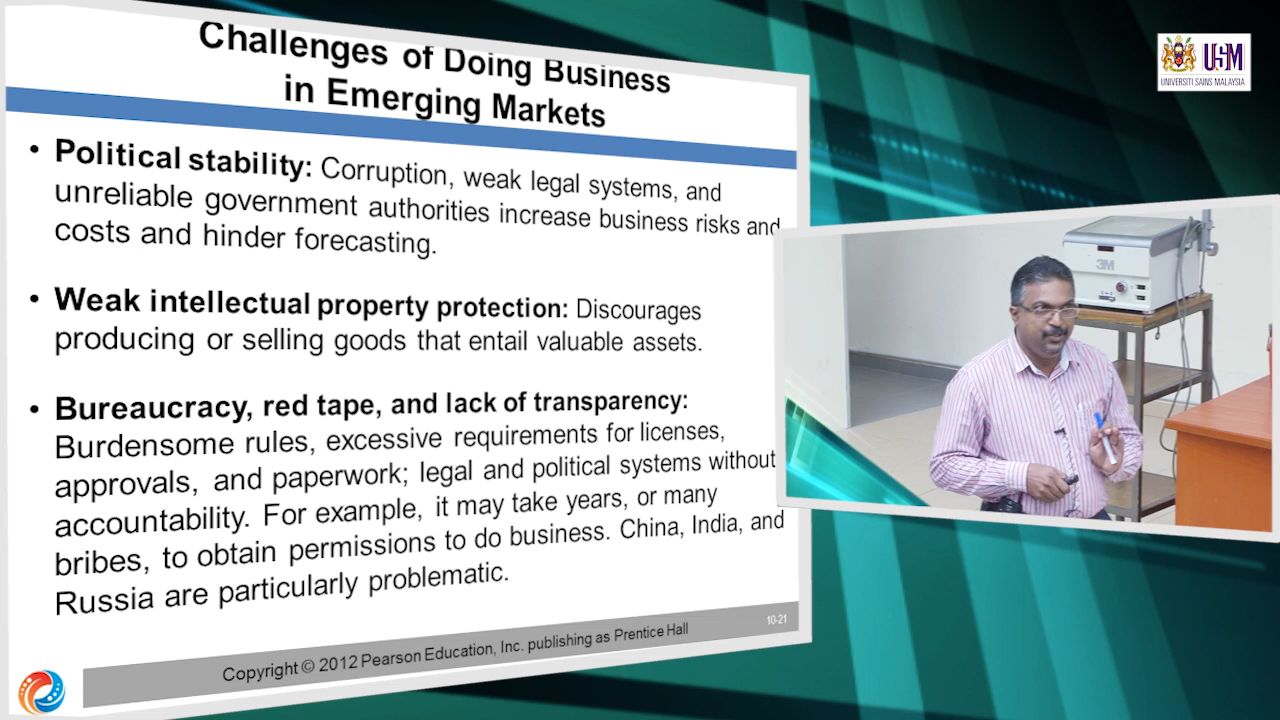 Challenges of Doing Business
in Emerging Markets
• Political stability: Corruption, weak legal systems, and
unreliable government authorities increase business risks and
costs and hinder forecasting.
• Weak intellectual property protection: Discourages
producing or selling goods that entail valuable assets.
• Bureaucracy, red tape, and lack of transparency:
Burdensome rules, excessive requirements for licenses,
approvals, and paperwork; legal and political systems without
accountability. For example, it may take years, or many
bribes, to obtain permissions to do business. China, India, and
Russia are particularly problematic.
Copyright © 2012 Pearson Education, Inc. publishing as Prentice Hall
10-21
USM
UNIVERSITI SAINS MALAYSIA
3M